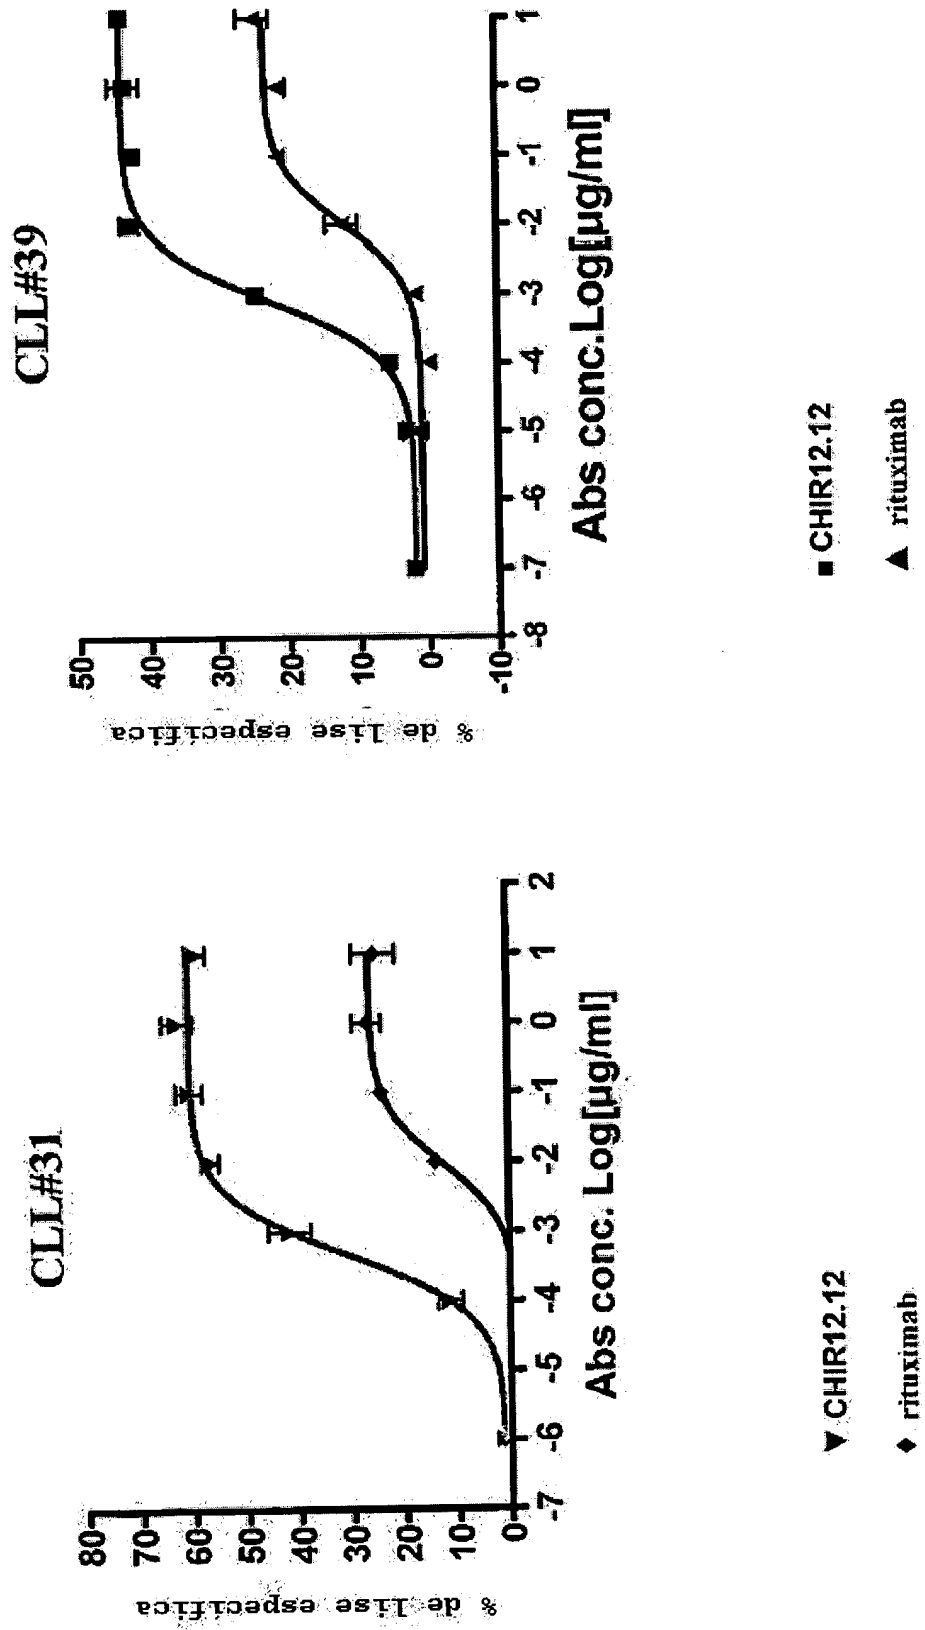 CLL#31
80
70
60
50
40
30
20
10
0
% de lise específica
-7 -6 -5 -4 -3 -2 -1 0 1 2
Abs conc. Log[µg/ml]
CHIR12.12
rituximab
CLL#39
50
40
30
20
10
0
-10
% de lise específica
-8 -7 -6 -5 -4 -3 -2 -1 0 1
Abs conc.Log[µg/ml]
CHIR12.12
rituximab